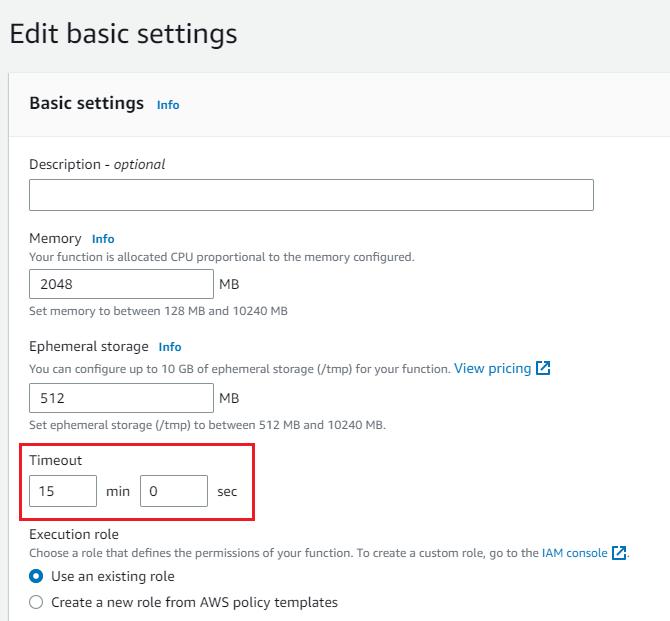 Edit basic settings
Basic settings Info
Description - optional
Memory Info
Your function is allocated CPU proportional to the memory configured.
2048 MB
Set memory to between 128 MB and 10240 MB
Ephemeral storage Info
You can configure up to 10 GB of ephemeral storage (/tmp) for your function. View pricing
512 MB
Set ephemeral storage (/tmp) to between 512 MB and 10240 MB.
Timeout
15 min 0 sec
Execution role
Choose a role that defines the permissions of your function. To create a custom role, go to the IAM console.
Use an existing role
Create a new role from AWS policy templates